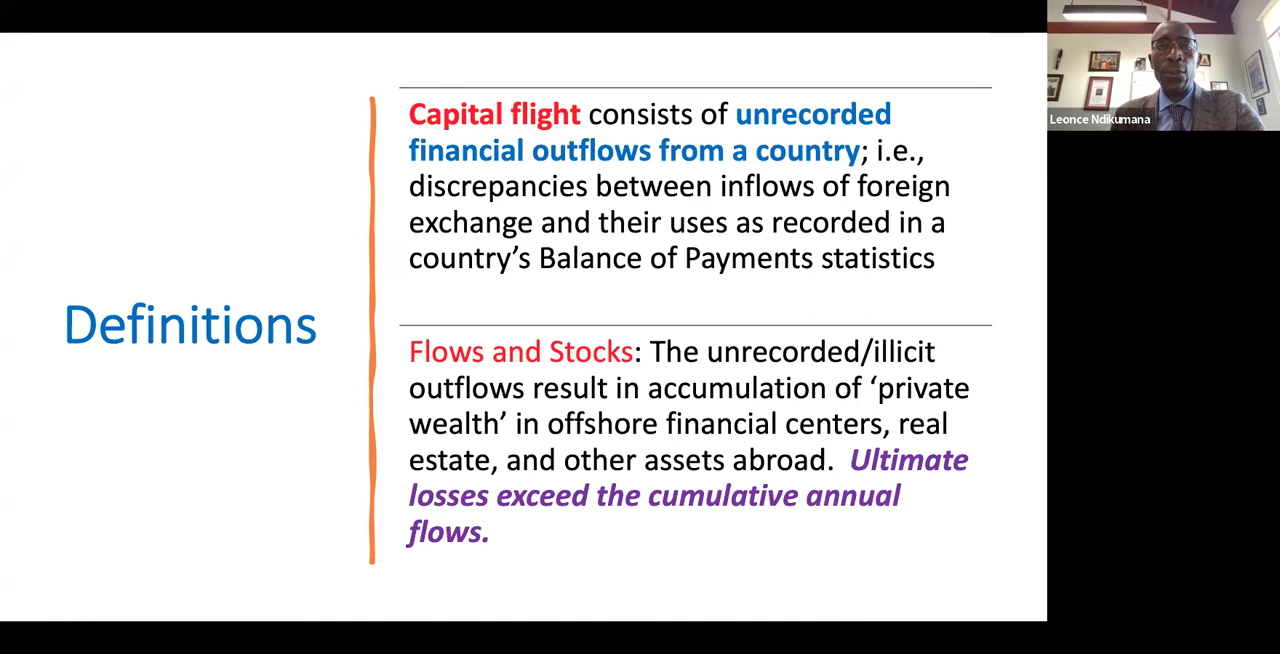 Definitions
Capital flight consists of unrecorded
financial outflows from a country; i.e.,
discrepancies between inflows of foreign
exchange and their uses as recorded in a
country’s Balance of Payments statistics
Flows and Stocks: The unrecorded/illicit
outflows result in accumulation of ‘private
wealth’ in offshore financial centers, real
estate, and other assets abroad.  Ultimate
losses exceed the cumulative annual
flows.
Leonce Ndikumana